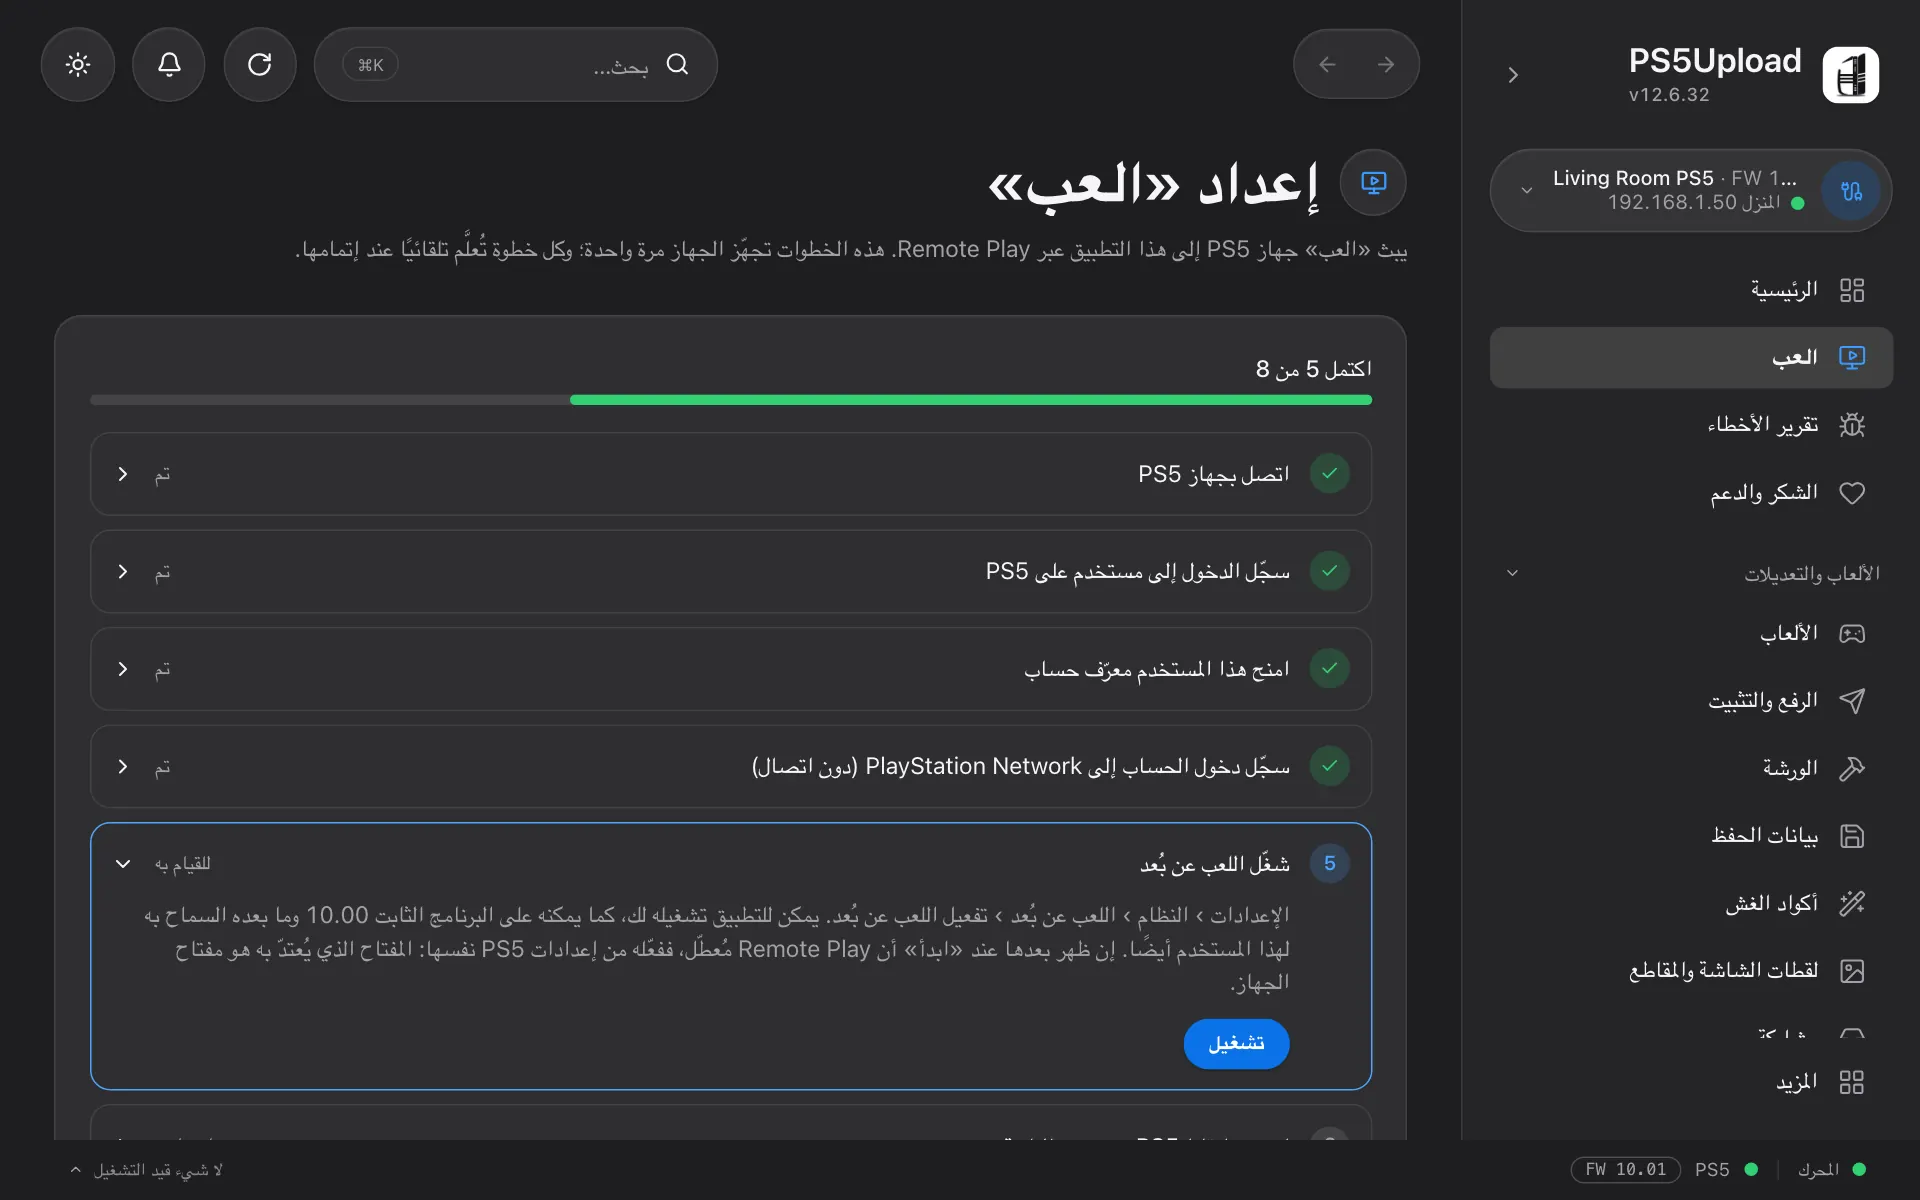 PS5Upload
v12.6.32
Living Room PS5 · FW 1...
المنزل 192.168.1.50
الرئيسية
العب
تقرير الأخطاء
الشكر والدعم
الألعاب والتعديلات
الألعاب
الرفع والتثبيت
الورشة
بيانات الحفظ
أكواد الغش
لقطات الشاشة والمقاطع
المزيد
بحث...
⌘K
إعداد «العب»
يبث «العب» جهاز PS5 إلى هذا التطبيق عبر Remote Play. هذه الخطوات تجهّز الجهاز مرة واحدة؛ وكل خطوة تُعلَّم تلقائيًا عند إتمامها.
اكتمل 5 من 8
اتصل بجهاز PS5
تم
سجّل الدخول إلى مستخدم على PS5
تم
امنح هذا المستخدم معرّف حساب
تم
سجّل دخول الحساب إلى PlayStation Network (دون اتصال)
تم
5
شغّل اللعب عن بُعد
للقيام به
الإعدادات › النظام › اللعب عن بُعد › تفعيل اللعب عن بُعد. يمكن للتطبيق تشغيله لك، كما يمكنه على البرنامج الثابت 10.00 وما بعده السماح به
لهذا المستخدم أيضًا. إن ظهر بعدها عند «ابدأ» أن Remote Play مُعطّل، ففعّله من إعدادات PS5 نفسها: المفتاح الذي يُعتدّ به هو مفتاح
الجهاز.
تشغيل
المحرك
PS5
FW 10.01
لا شيء قيد التشغيل